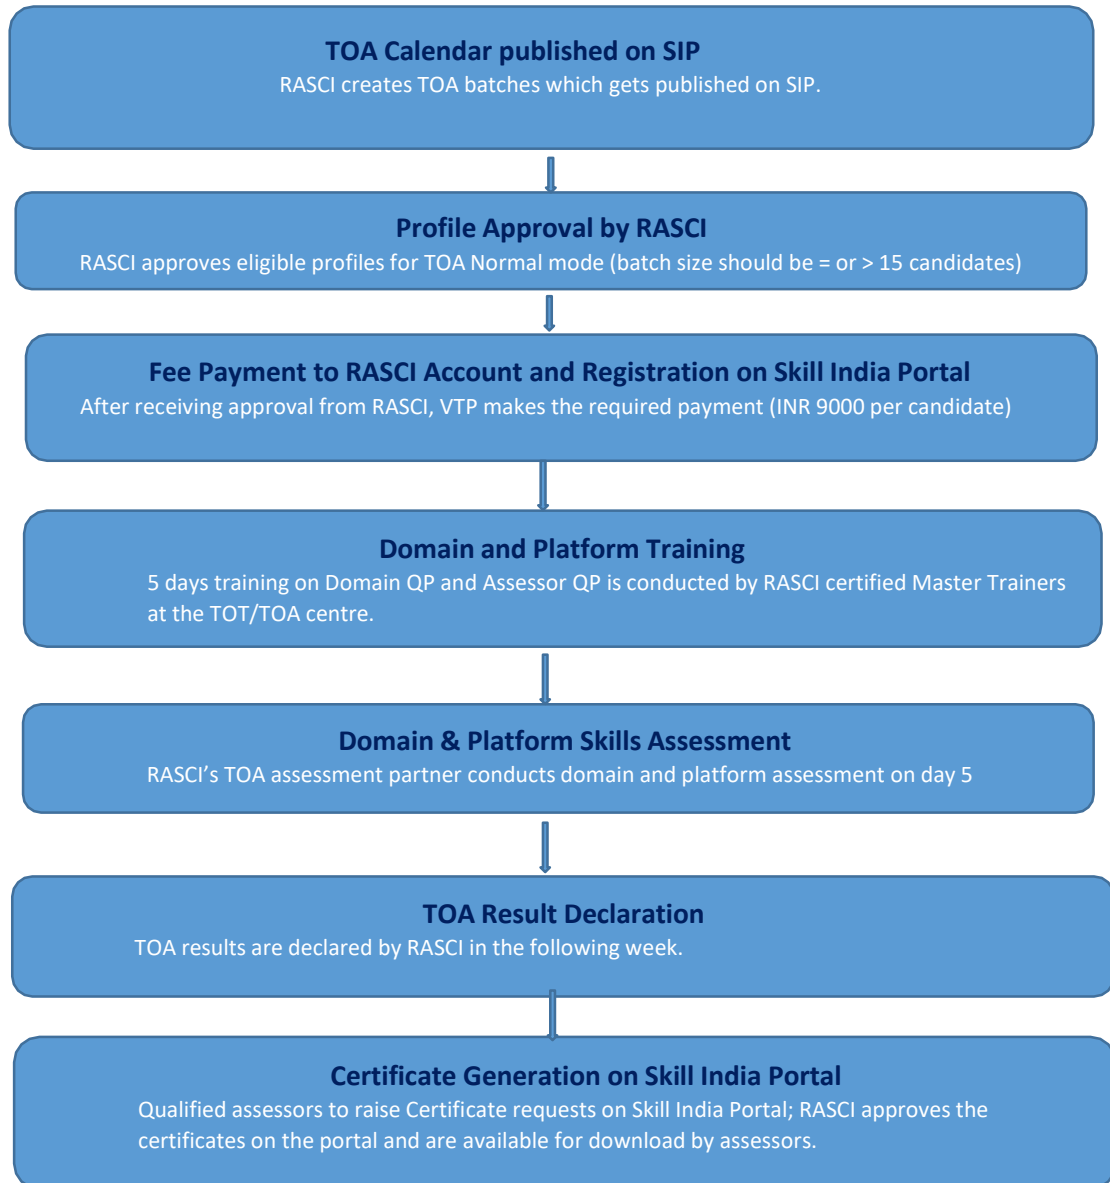 TOA Calendar published on SIP
RASCI creates TOA batches which gets published on SIP.
Profile Approval by RASCI
RASCI approves eligible profiles for TOA Normal mode (batch size should be = or > 15 candidates)
Fee Payment to RASCI Account and Registration on Skill India Portal
After receiving approval from RASCI, VTP makes the required payment (INR 9000 per candidate)
Domain and Platform Training
5 days training on Domain QP and Assessor QP is conducted by RASCI certified Master Trainers
at the TOT/TOA centre.
Domain & Platform Skills Assessment
RASCI’s TOA assessment partner conducts domain and platform assessment on day 5
TOA Result Declaration
TOA results are declared by RASCI in the following week.
Certificate Generation on Skill India Portal
Qualified assessors to raise Certificate requests on Skill India Portal; RASCI approves the
certificates on the portal and are available for download by assessors.